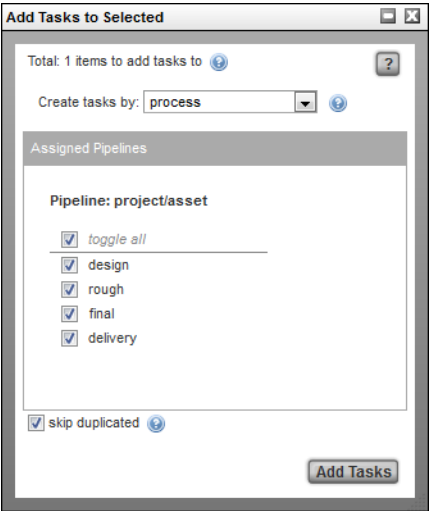 Add Tasks to Selected
Total: 1 items to add tasks to ?
?
Create tasks by: process ?
Assigned Pipelines
Pipeline: project/asset
toggle all
design
rough
final
delivery
skip duplicated ?
Add Tasks